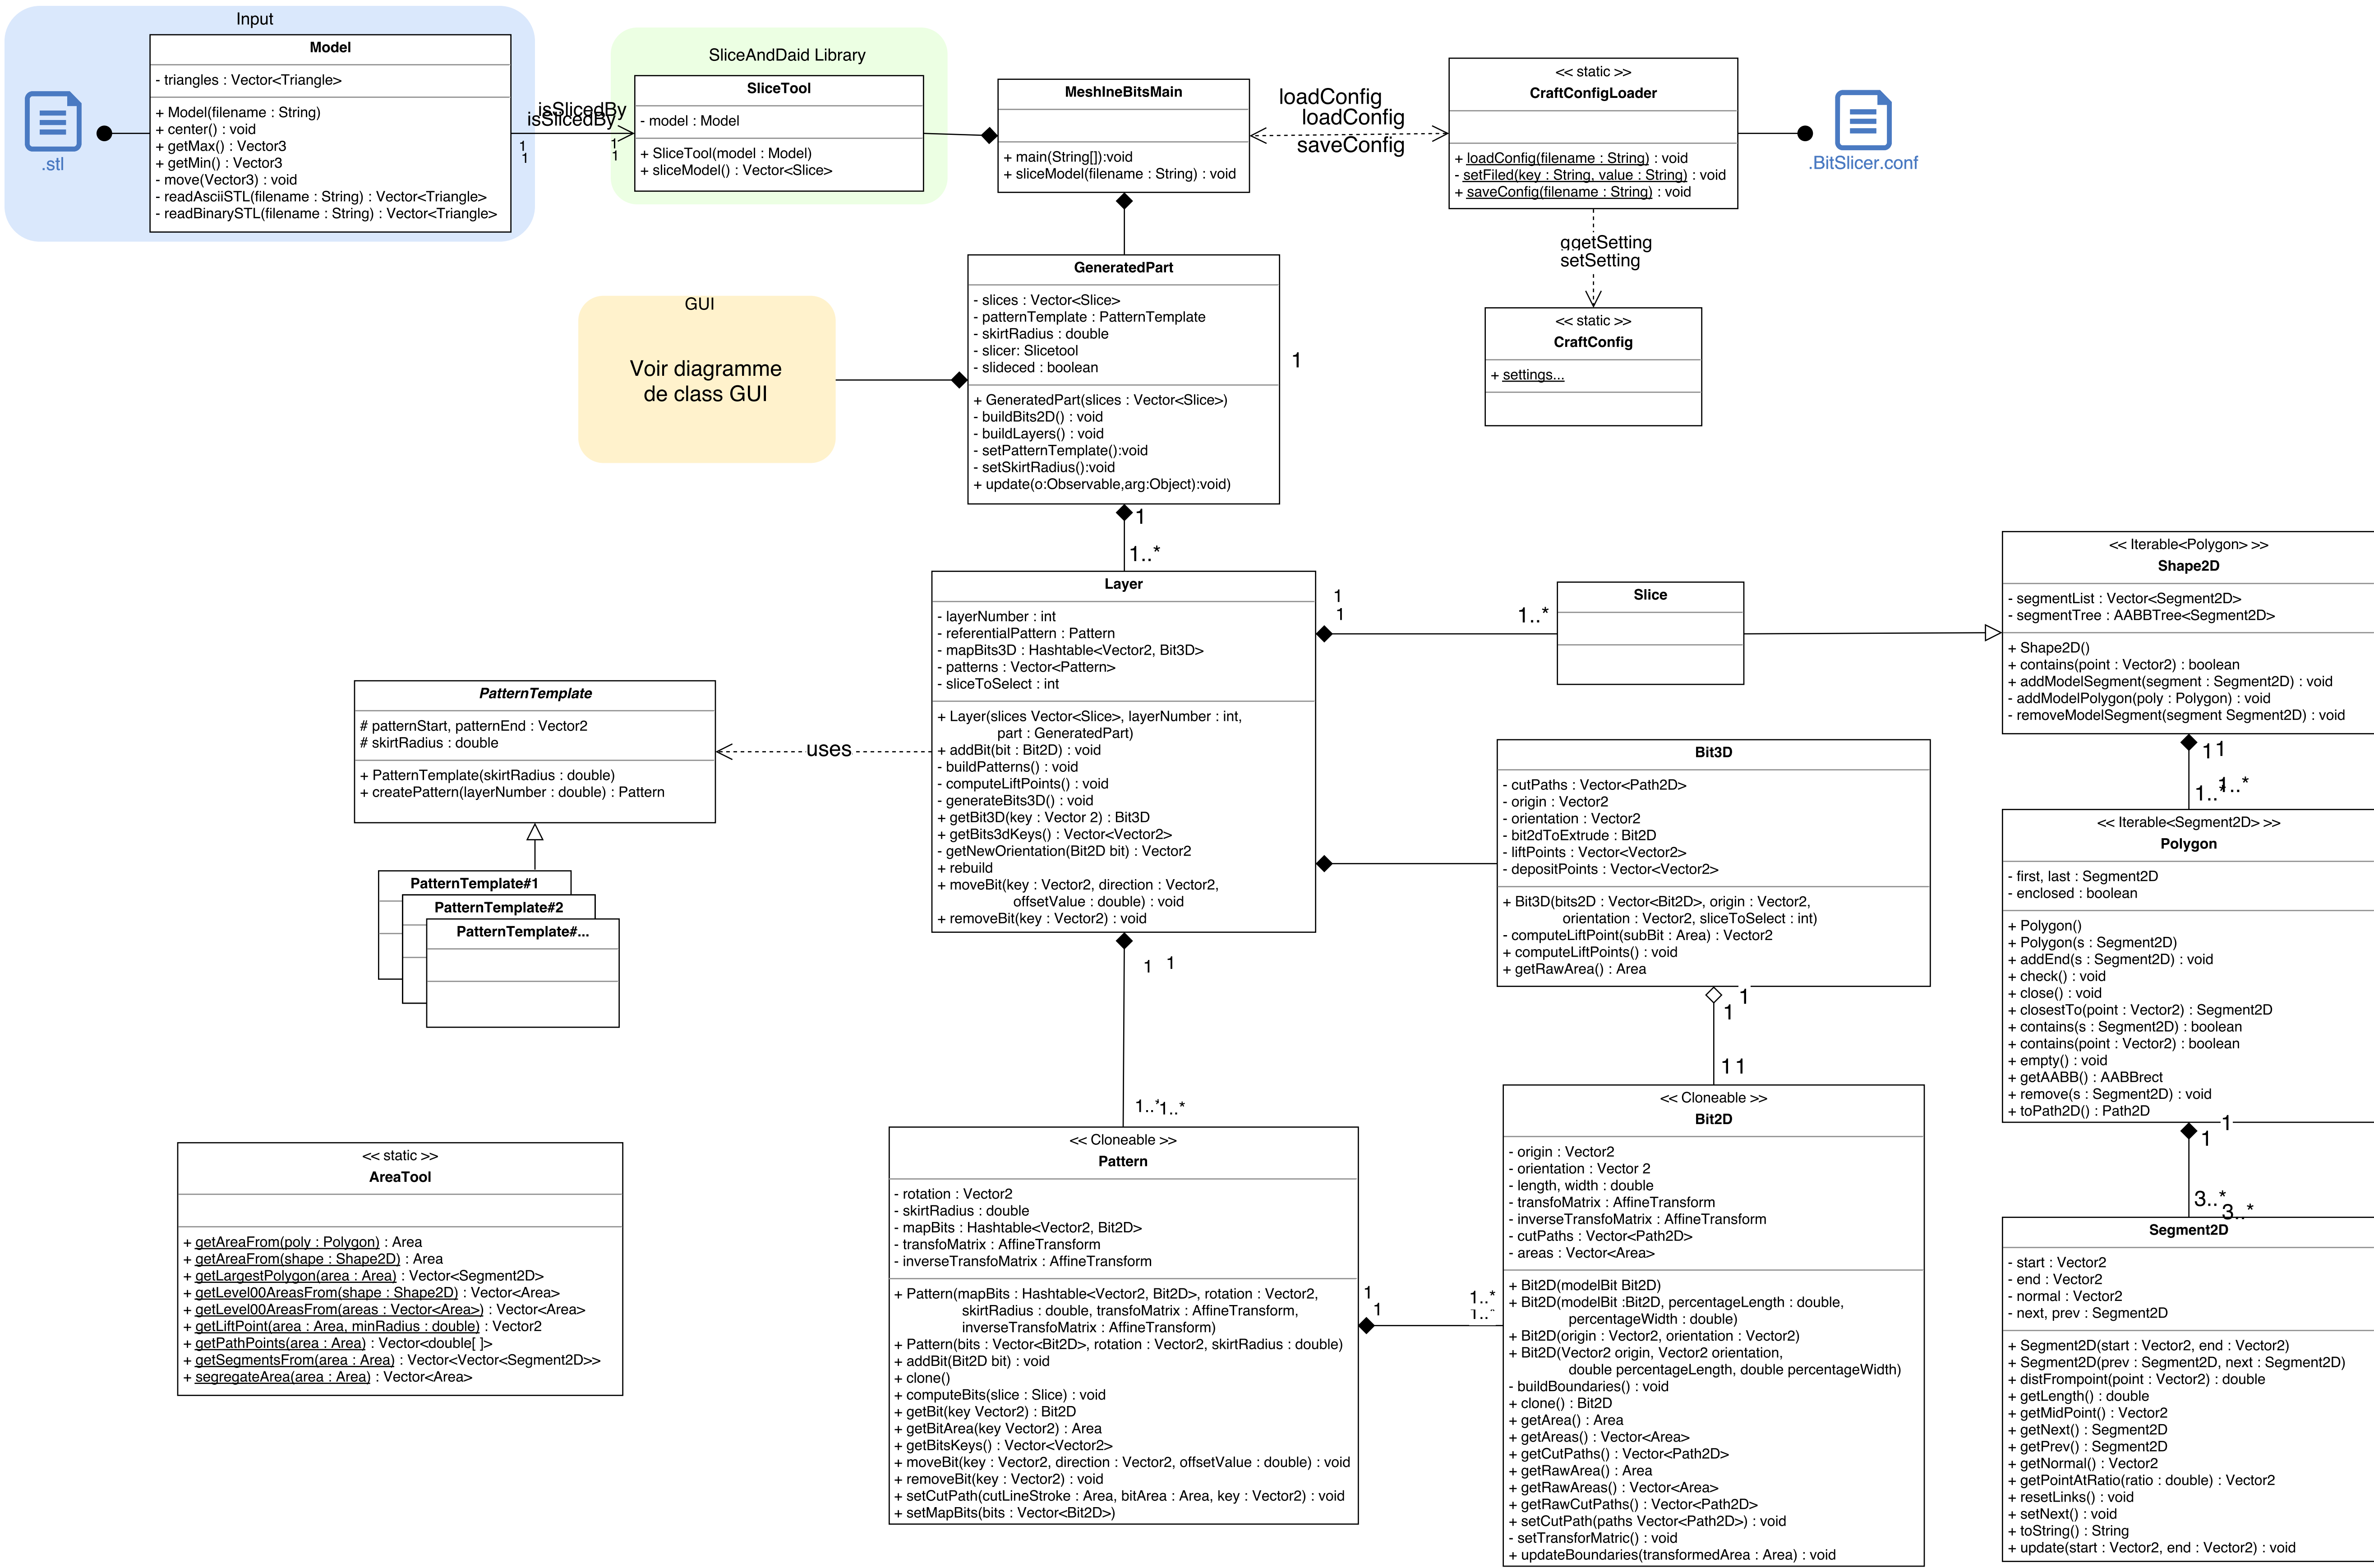 Input
Model
- triangles : Vector<Triangle>
+ Model(filename : String)
+ center() : void
+ getMax() : Vector3
+ getMin() : Vector3
- move(Vector3) : void
- readAsciiSTL(filename : String) : Vector<Triangle>
- readBinarySTL(filename : String) : Vector<Triangle>
.stl
isSlicedBy
isSlicedBy
1
1
1
1
SliceAndDaid Library
SliceTool
- model : Model
+ SliceTool(model : Model)
+ sliceModel() : Vector<Slice>
MeshIneBitsMain
+ main(String[]):void
+ sliceModel(filename : String) : void
loadConfig
loadConfig
saveConfig
<< static >>
CraftConfigLoader
+ loadConfig(filename : String) : void
- setFiled(key : String, value : String) : void
+ saveConfig(filename : String) : void
.BitSlicer.conf
ggetSetting
setSetting
<< static >>
CraftConfig
+ settings...
GUI
Voir diagramme
de class GUI
GeneratedPart
- slices : Vector<Slice>
- patternTemplate : PatternTemplate
- skirtRadius : double
- slicer: Slicetool
- slideced : boolean
+ GeneratedPart(slices : Vector<Slice>)
- buildBits2D() : void
- buildLayers() : void
- setPatternTemplate():void
- setSkirtRadius():void
+ update(o:Observable,arg:Object):void)
1
1
1..*
Layer
- layerNumber : int
- referentialPattern : Pattern
- mapBits3D : Hashtable<Vector2, Bit3D>
- patterns : Vector<Pattern>
- sliceToSelect : int
+ Layer(slices Vector<Slice>, layerNumber : int,
part : GeneratedPart)
+ addBit(bit : Bit2D) : void
- buildPatterns() : void
- computeLiftPoints() : void
- generateBits3D() : void
+ getBit3D(key : Vector 2) : Bit3D
+ getBits3dKeys() : Vector<Vector2>
- getNewOrientation(Bit2D bit) : Vector2
+ rebuild
+ moveBit(key : Vector2, direction : Vector2,
offsetValue : double) : void
+ removeBit(key : Vector2) : void
1
1
1..*
Slice
<< Iterable<Polygon> >>
Shape2D
- segmentList : Vector<Segment2D>
- segmentTree : AABBTree<Segment2D>
+ Shape2D()
+ contains(point : Vector2) : boolean
+ addModelSegment(segment : Segment2D) : void
- addModelPolygon(poly : Polygon) : void
- removeModelSegment(segment Segment2D) : void
1 1
1..* 1..*
uses
PatternTemplate
# patternStart, patternEnd : Vector2
# skirtRadius : double
+ PatternTemplate(skirtRadius : double)
+ createPattern(layerNumber : double) : Pattern
PatternTemplate#1
PatternTemplate#2
PatternTemplate#...
Bit3D
- cutPaths : Vector<Path2D>
- origin : Vector2
- orientation : Vector2
- bit2dToExtrude : Bit2D
- liftPoints : Vector<Vector2>
- depositPoints : Vector<Vector2>
+ Bit3D(bits2D : Vector<Bit2D>, origin : Vector2,
orientation : Vector2, sliceToSelect : int)
- computeLiftPoint(subBit : Area) : Vector2
+ computeLiftPoints() : void
+ getRawArea() : Area
1
1
1 1
<< Iterable<Segment2D> >>
Polygon
- first, last : Segment2D
- enclosed : boolean
+ Polygon()
+ Polygon(s : Segment2D)
+ addEnd(s : Segment2D) : void
+ check() : void
+ close() : void
+ closestTo(point : Vector2) : Segment2D
+ contains(s : Segment2D) : boolean
+ contains(point : Vector2) : boolean
+ empty() : void
+ getAABB() : AABBrect
+ remove(s : Segment2D) : void
+ toPath2D() : Path2D
1
1
3..*
3..*
1 1
1..* 1..*
<< static >>
AreaTool
+ getAreaFrom(poly : Polygon) : Area
+ getAreaFrom(shape : Shape2D) : Area
+ getLargestPolygon(area : Area) : Vector<Segment2D>
+ getLevel00AreasFrom(shape : Shape2D) : Vector<Area>
+ getLevel00AreasFrom(areas : Vector<Area>) : Vector<Area>
+ getLiftPoint(area : Area, minRadius : double) : Vector2
+ getPathPoints(area : Area) : Vector<double[ ]>
+ getSegmentsFrom(area : Area) : Vector<Vector<Segment2D>>
+ segregateArea(area : Area) : Vector<Area>
<< Cloneable >>
Pattern
- rotation : Vector2
- skirtRadius : double
- mapBits : Hashtable<Vector2, Bit2D>
- transfoMatrix : AffineTransform
- inverseTransfoMatrix : AffineTransform
+ Pattern(mapBits : Hashtable<Vector2, Bit2D>, rotation : Vector2,
skirtRadius : double, transfoMatrix : AffineTransform,
inverseTransfoMatrix : AffineTransform)
+ Pattern(bits : Vector<Bit2D>, rotation : Vector2, skirtRadius : double)
+ addBit(Bit2D bit) : void
+ clone()
+ computeBits(slice : Slice) : void
+ getBit(key Vector2) : Bit2D
+ getBitArea(key Vector2) : Area
+ getBitsKeys() : Vector<Vector2>
+ moveBit(key : Vector2, direction : Vector2, offsetValue : double) : void
+ removeBit(key : Vector2) : void
+ setCutPath(cutLineStroke : Area, bitArea : Area, key : Vector2) : void
+ setMapBits(bits : Vector<Bit2D>)
1
1
1..*
1..
<< Cloneable >>
Bit2D
- origin : Vector2
- orientation : Vector 2
- length, width : double
- transfoMatrix : AffineTransform
- inverseTransfoMatrix : AffineTransform
- cutPaths : Vector<Path2D>
- areas : Vector<Area>
+ Bit2D(modelBit Bit2D)
+ Bit2D(modelBit :Bit2D, percentageLength : double,
percentageWidth : double)
+ Bit2D(origin : Vector2, orientation : Vector2)
+ Bit2D(Vector2 origin, Vector2 orientation,
double percentageLength, double percentageWidth)
- buildBoundaries() : void
+ clone() : Bit2D
+ getArea() : Area
+ getAreas() : Vector<Area>
+ getCutPaths() : Vector<Path2D>
+ getRawArea() : Area
+ getRawAreas() : Vector<Area>
+ getRawCutPaths() : Vector<Path2D>
+ setCutPath(paths Vector<Path2D>) : void
- setTransforMatric() : void
+ updateBoundaries(transformedArea : Area) : void
Segment2D
- start : Vector2
- end : Vector2
- normal : Vector2
- next, prev : Segment2D
+ Segment2D(start : Vector2, end : Vector2)
+ Segment2D(prev : Segment2D, next : Segment2D)
+ distFrompoint(point : Vector2) : double
+ getLength() : double
+ getMidPoint() : Vector2
+ getNext() : Segment2D
+ getPrev() : Segment2D
+ getNormal() : Vector2
+ getPointAtRatio(ratio : double) : Vector2
+ resetLinks() : void
+ setNext() : void
+ toString() : String
+ update(start : Vector2, end : Vector2) : void